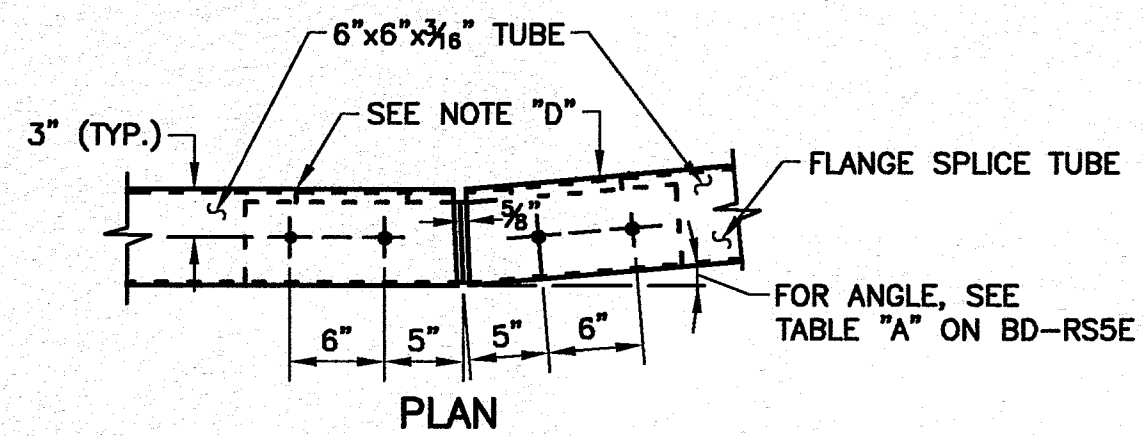 6"x6"x3/16" TUBE
SEE NOTE "D"
3" (TYP.)
FLANGE SPLICE TUBE
5/8"
FOR ANGLE, SEE
TABLE "A" ON BD-RS5E
6" 5" 5" 6"
PLAN